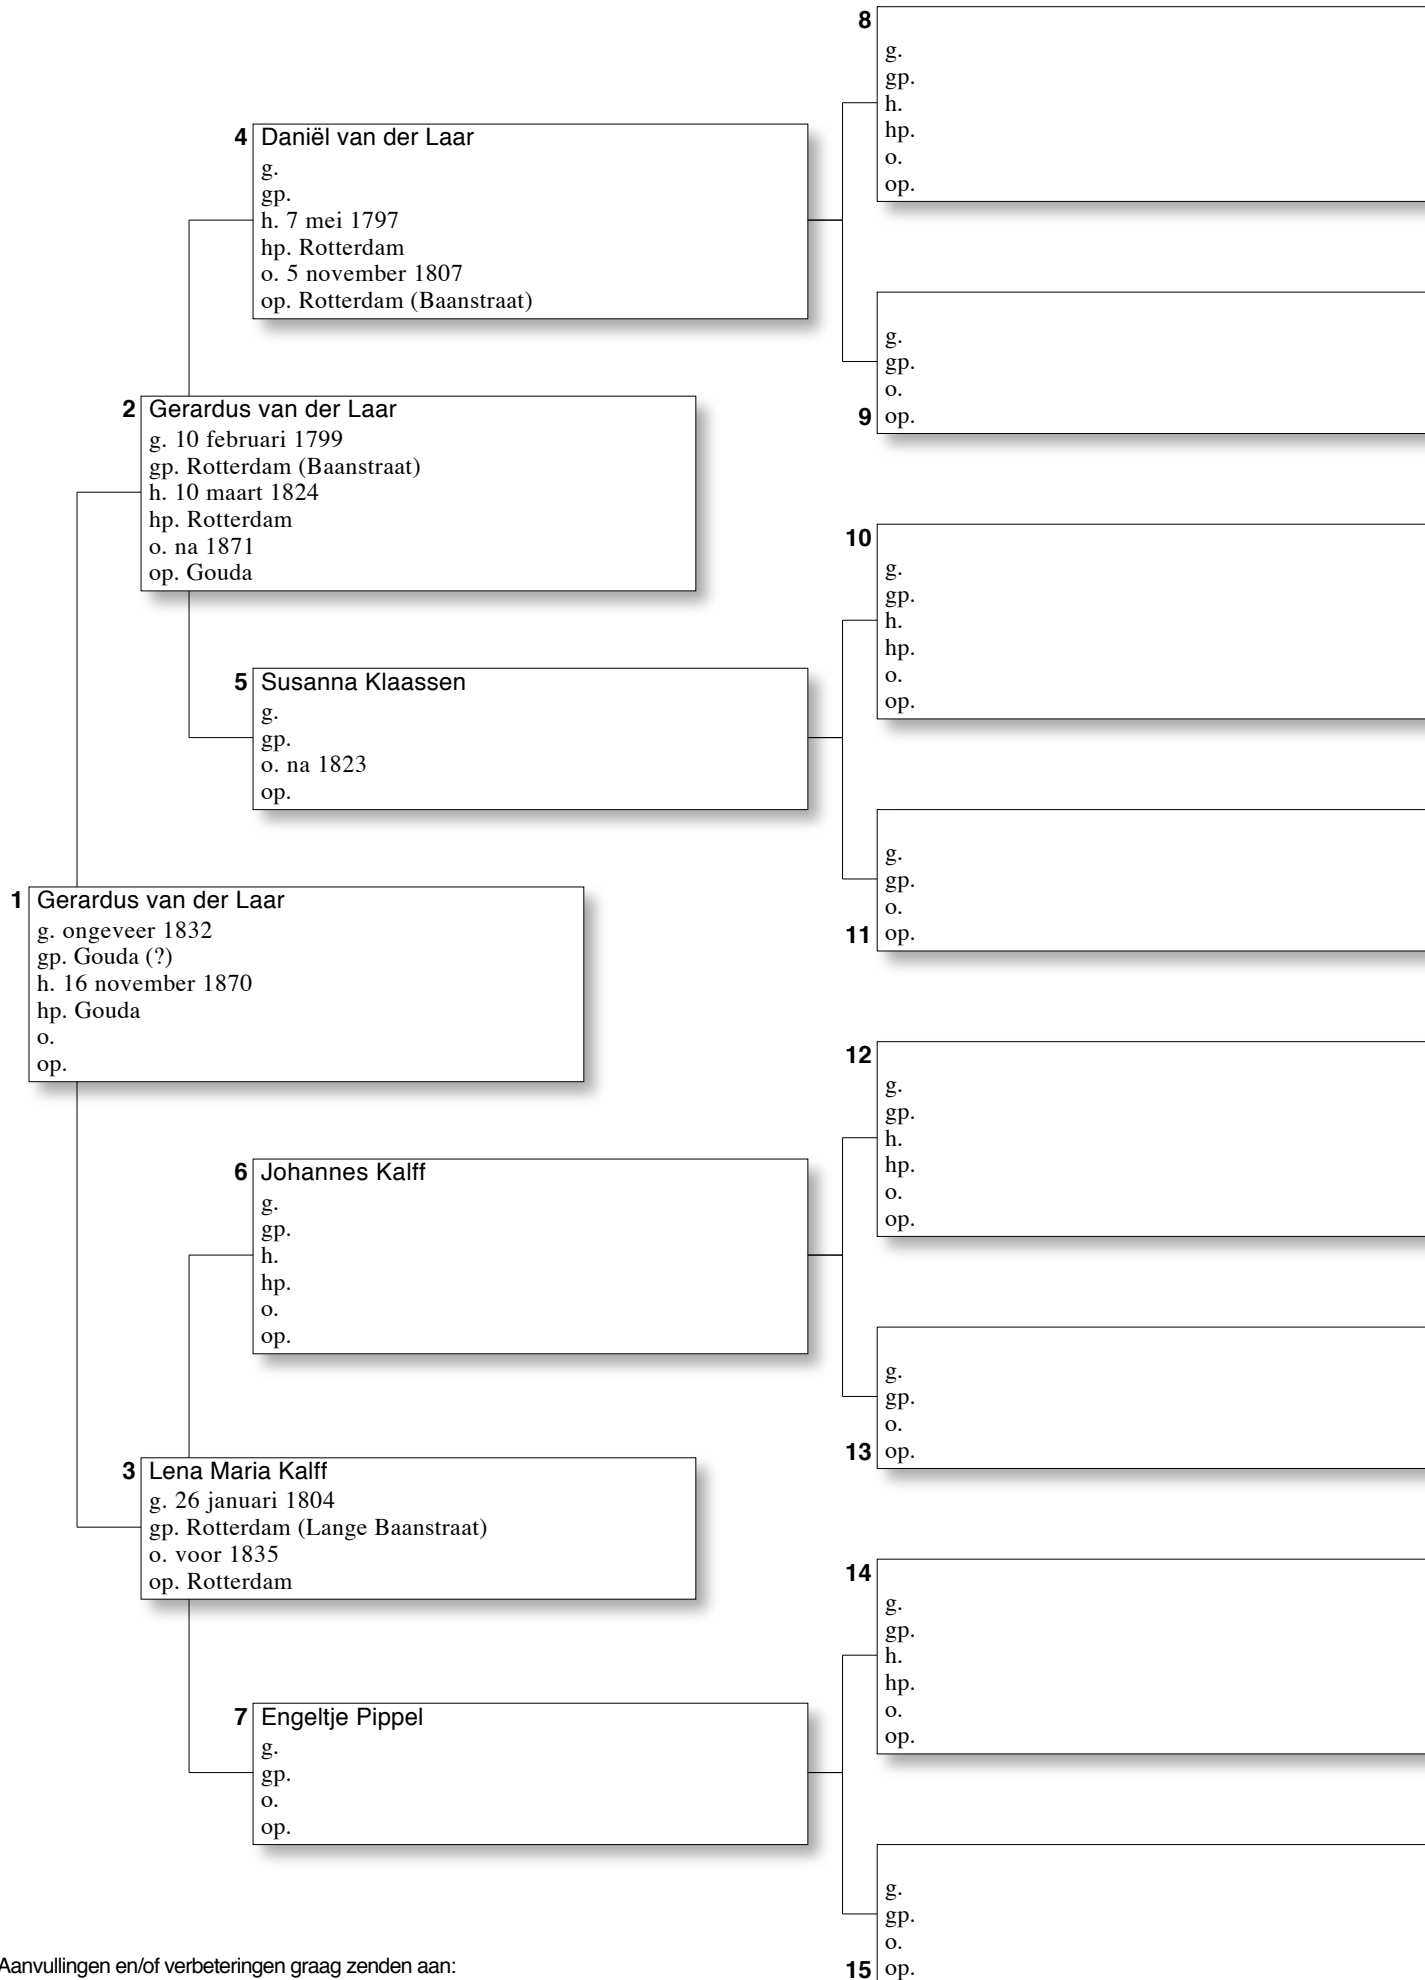 8
g.
gp.
h.
hp.
o.
op.
4 Daniël van der Laar
g.
gp.
h. 7 mei 1797
hp. Rotterdam
o. 5 november 1807
op. Rotterdam (Baanstraat)
g.
gp.
o.
9 op.
2 Gerardus van der Laar
g. 10 februari 1799
gp. Rotterdam (Baanstraat)
h. 10 maart 1824
hp. Rotterdam
o. na 1871
op. Gouda
10
g.
gp.
h.
hp.
o.
op.
5 Susanna Klaassen
g.
gp.
o. na 1823
op.
g.
gp.
o.
11 op.
1 Gerardus van der Laar
g. ongeveer 1832
gp. Gouda (?)
h. 16 november 1870
hp. Gouda
o.
op.
12
g.
gp.
h.
hp.
o.
op.
6 Johannes Kalff
g.
gp.
h.
hp.
o.
op.
g.
gp.
o.
13 op.
3 Lena Maria Kalff
g. 26 januari 1804
gp. Rotterdam (Lange Baanstraat)
o. voor 1835
op. Rotterdam
14
g.
gp.
h.
hp.
o.
op.
7 Engeltje Pippel
g.
gp.
o.
op.
g.
gp.
o.
15 op.
Aanvullingen en/of verbeteringen graag zenden aan: